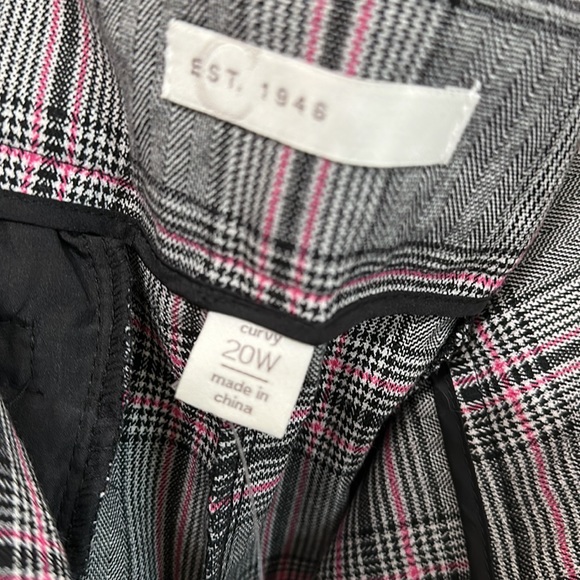 EST. 1946
curvy
20W
made in
china